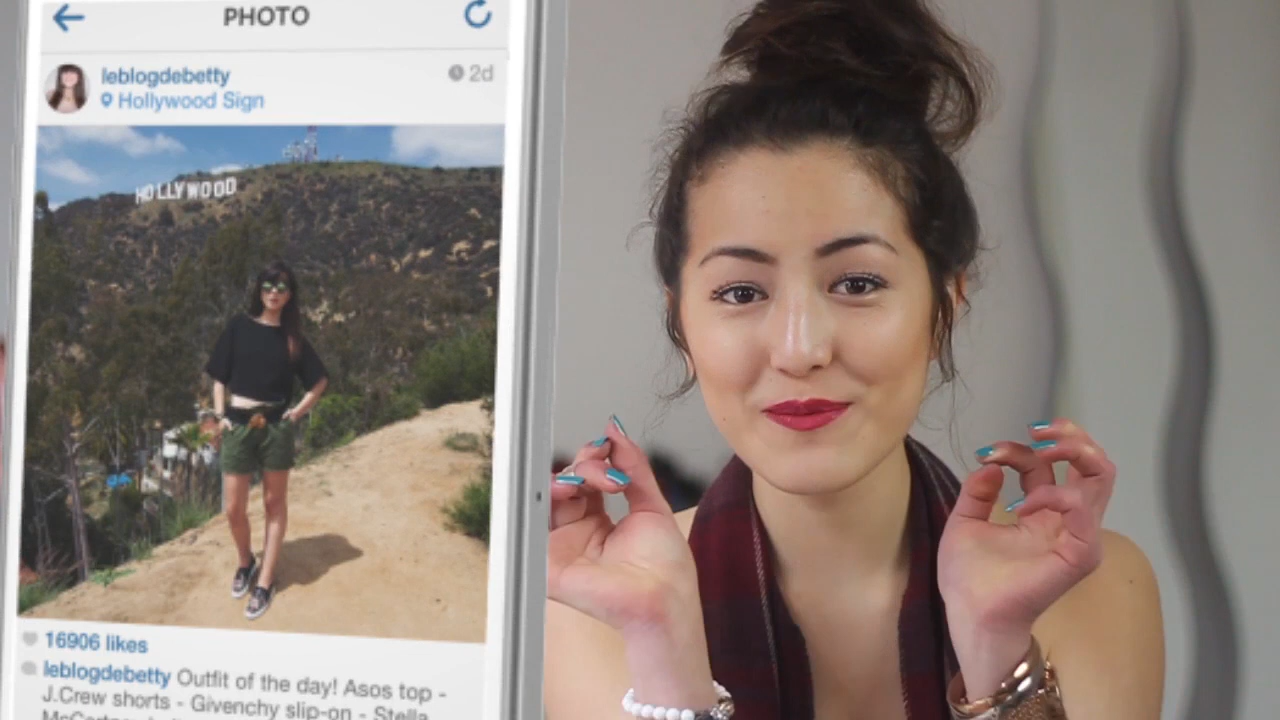 PHOTO
leblogdebetty
2d
Hollywood Sign
HOLLYWOOD
16906 likes
leblogdebetty Outfit of the day! Asos top -
J.Crew shorts - Givenchy slip-on - Stella